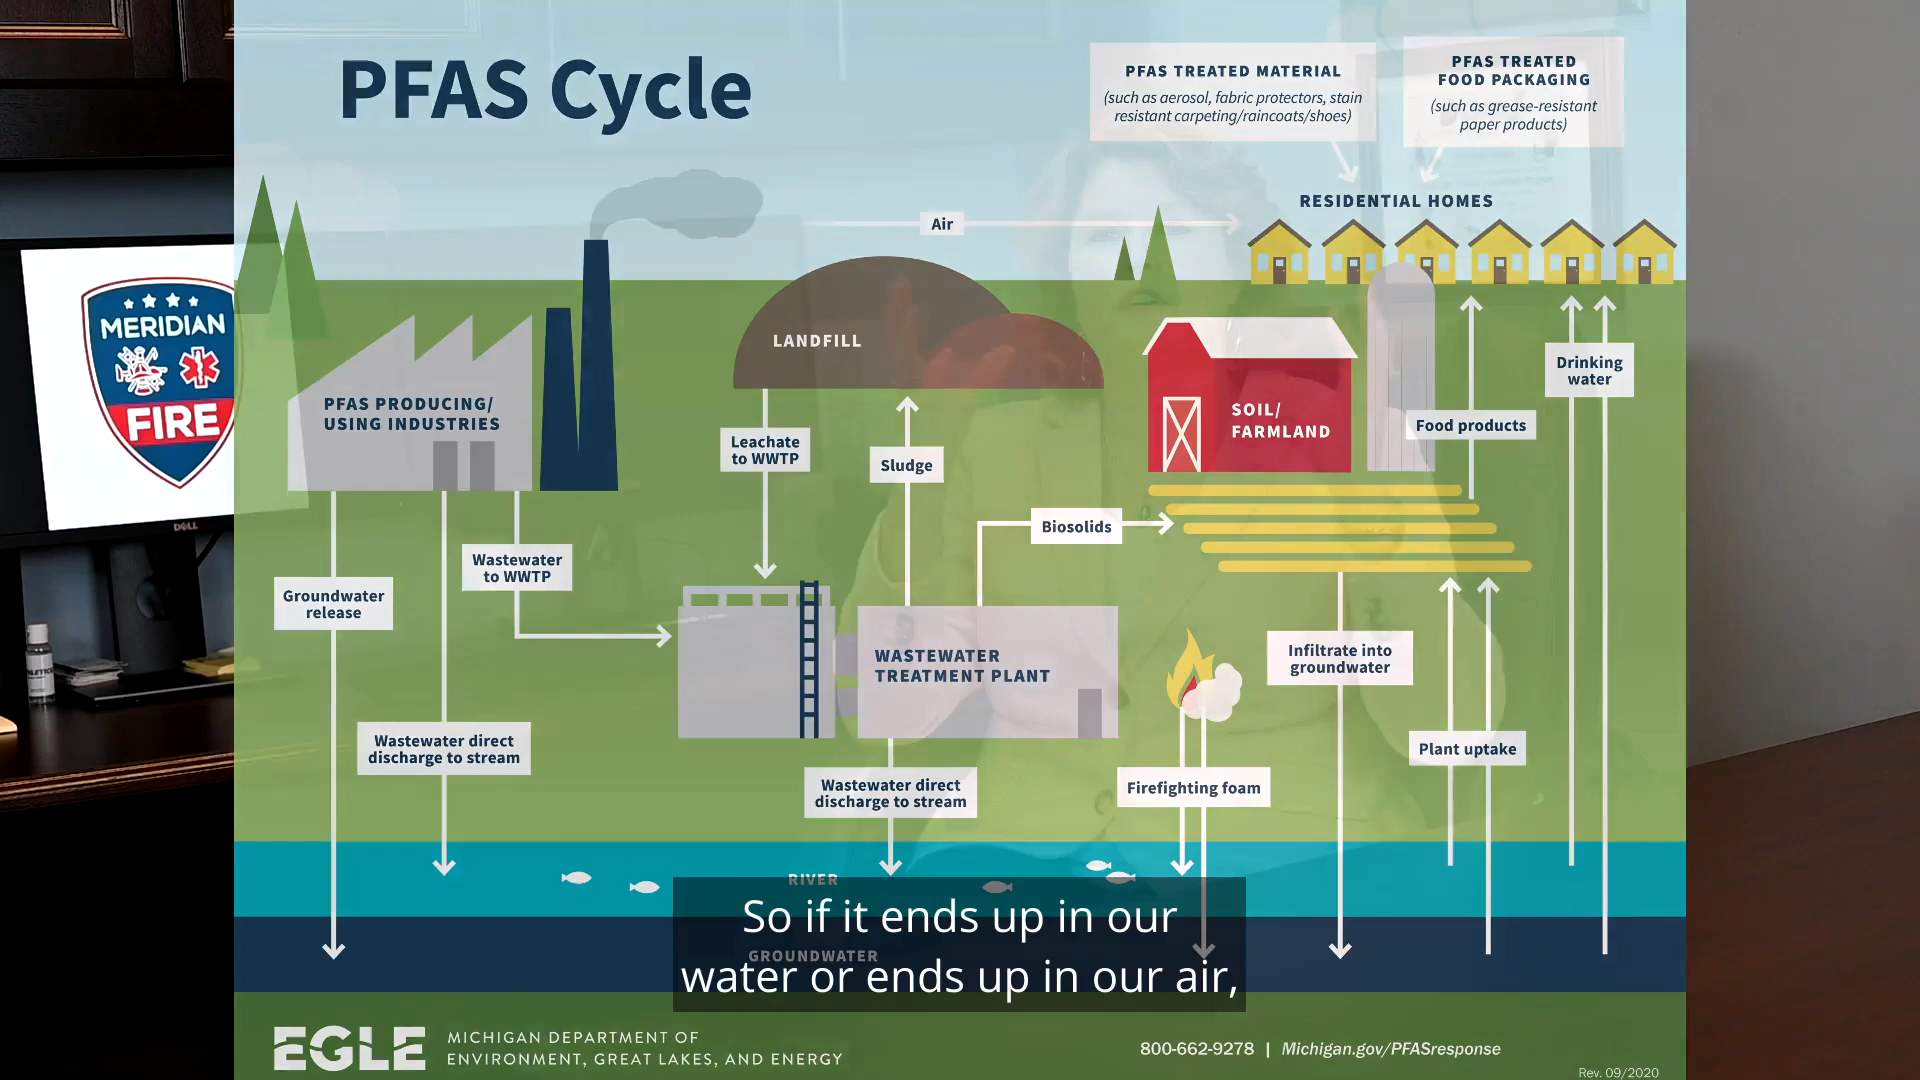 PFAS Cycle
PFAS TREATED MATERIAL
(such as aerosol, fabric protectors, stain
resistant carpeting/raincoats/shoes)
PFAS TREATED
FOOD PACKAGING
(such as grease-resistant
paper products)
RESIDENTIAL HOMES
Air
MERIDIAN
FIRE
DELL
LANDFILL
PFAS PRODUCING/
USING INDUSTRIES
SOIL/
FARMLAND
Drinking
water
Food products
Leachate
to WWTP
Sludge
Biosolids
Wastewater
to WWTP
Groundwater
release
WASTEWATER
TREATMENT PLANT
Infiltrate into
groundwater
Wastewater direct
discharge to stream
Wastewater direct
discharge to stream
Firefighting foam
Plant uptake
RIVER
GROUNDWATER
So if it ends up in our
water or ends up in our air,
EGLE
MICHIGAN DEPARTMENT OF
ENVIRONMENT, GREAT LAKES, AND ENERGY
800-662-9278 | Michigan.gov/PFASresponse
Rev. 09/2020